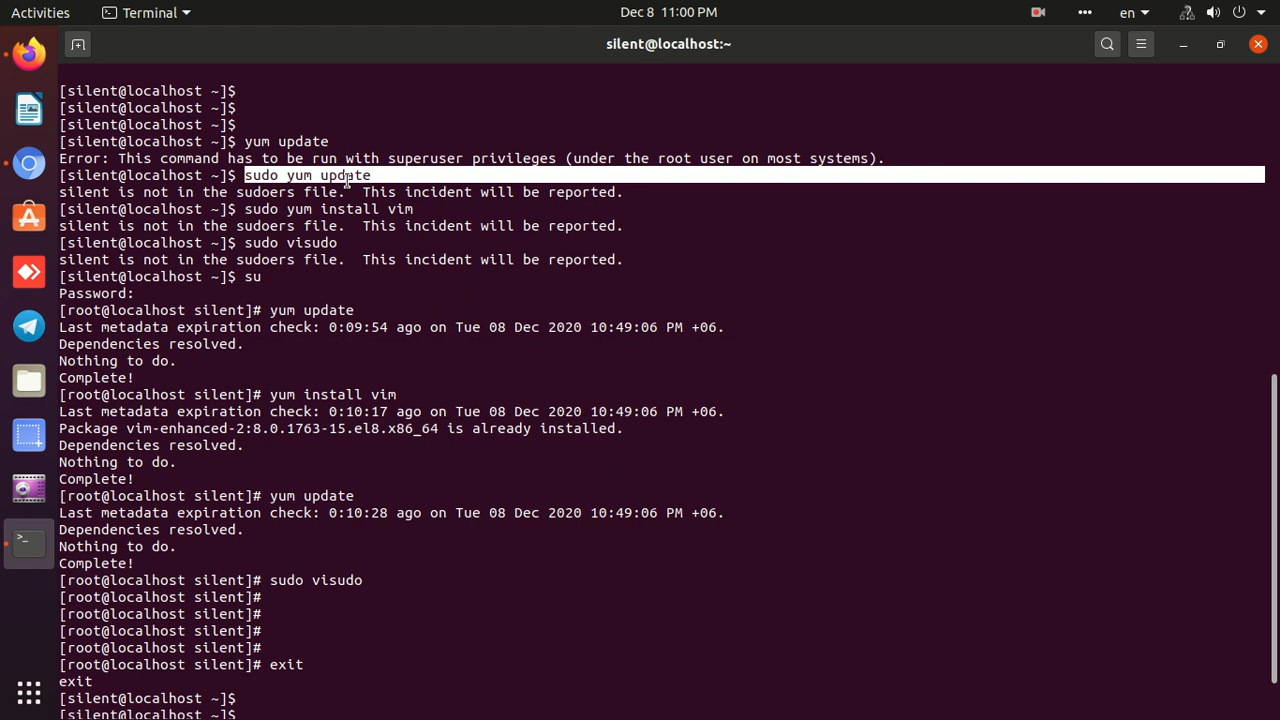 Activities
Terminal
Dec 8 11:00 PM
en
silent@localhost:~
[silent@localhost ~]$
[silent@localhost ~]$
[silent@localhost ~]$
[silent@localhost ~]$ yum update
Error: This command has to be run with superuser privileges (under the root user on most systems).
[silent@localhost ~]$ sudo yum update
silent is not in the sudoers file.  This incident will be reported.
[silent@localhost ~]$ sudo yum install vim
silent is not in the sudoers file.  This incident will be reported.
[silent@localhost ~]$ sudo visudo
silent is not in the sudoers file.  This incident will be reported.
[silent@localhost ~]$ su
Password:
[root@localhost silent]# yum update
Last metadata expiration check: 0:09:54 ago on Tue 08 Dec 2020 10:49:06 PM +06.
Dependencies resolved.
Nothing to do.
Complete!
[root@localhost silent]# yum install vim
Last metadata expiration check: 0:10:17 ago on Tue 08 Dec 2020 10:49:06 PM +06.
Package vim-enhanced-2:8.0.1763-15.el8.x86_64 is already installed.
Dependencies resolved.
Nothing to do.
Complete!
[root@localhost silent]# yum update
Last metadata expiration check: 0:10:28 ago on Tue 08 Dec 2020 10:49:06 PM +06.
Dependencies resolved.
Nothing to do.
Complete!
[root@localhost silent]# sudo visudo
[root@localhost silent]#
[root@localhost silent]#
[root@localhost silent]#
[root@localhost silent]#
[root@localhost silent]# exit
exit
[silent@localhost ~]$
[silent@localhost ~]$